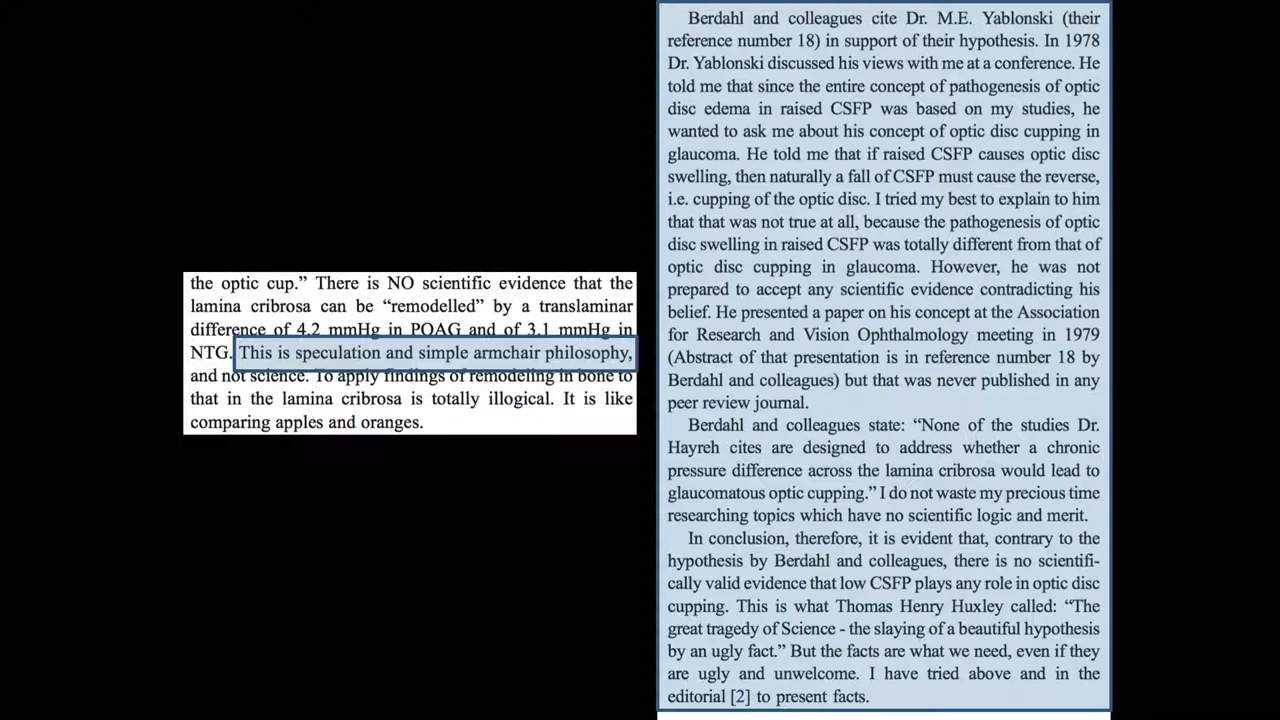 the optic cup.” There is NO scientific evidence that the
lamina cribrosa can be “remodelled” by a translaminar
difference of 4.2 mmHg in POAG and of 3.1 mmHg in
NTG. This is speculation and simple armchair philosophy,
and not science. To apply findings of remodeling in bone to
that in the lamina cribrosa is totally illogical. It is like
comparing apples and oranges.
Berdahl and colleagues cite Dr. M.E. Yablonski (their
reference number 18) in support of their hypothesis. In 1978
Dr. Yablonski discussed his views with me at a conference. He
told me that since the entire concept of pathogenesis of optic
disc edema in raised CSFP was based on my studies, he
wanted to ask me about his concept of optic disc cupping in
glaucoma. He told me that if raised CSFP causes optic disc
swelling, then naturally a fall of CSFP must cause the reverse,
i.e. cupping of the optic disc. I tried my best to explain to him
that that was not true at all, because the pathogenesis of optic
disc swelling in raised CSFP was totally different from that of
optic disc cupping in glaucoma. However, he was not
prepared to accept any scientific evidence contradicting his
belief. He presented a paper on his concept at the Association
for Research and Vision Ophthalmology meeting in 1979
(Abstract of that presentation is in reference number 18 by
Berdahl and colleagues) but that was never published in any
peer review journal.
Berdahl and colleagues state: “None of the studies Dr.
Hayreh cites are designed to address whether a chronic
pressure difference across the lamina cribrosa would lead to
glaucomatous optic cupping.” I do not waste my precious time
researching topics which have no scientific logic and merit.
In conclusion, therefore, it is evident that, contrary to the
hypothesis by Berdahl and colleagues, there is no scientifi-
cally valid evidence that low CSFP plays any role in optic disc
cupping. This is what Thomas Henry Huxley called: “The
great tragedy of Science - the slaying of a beautiful hypothesis
by an ugly fact.” But the facts are what we need, even if they
are ugly and unwelcome. I have tried above and in the
editorial [2] to present facts.